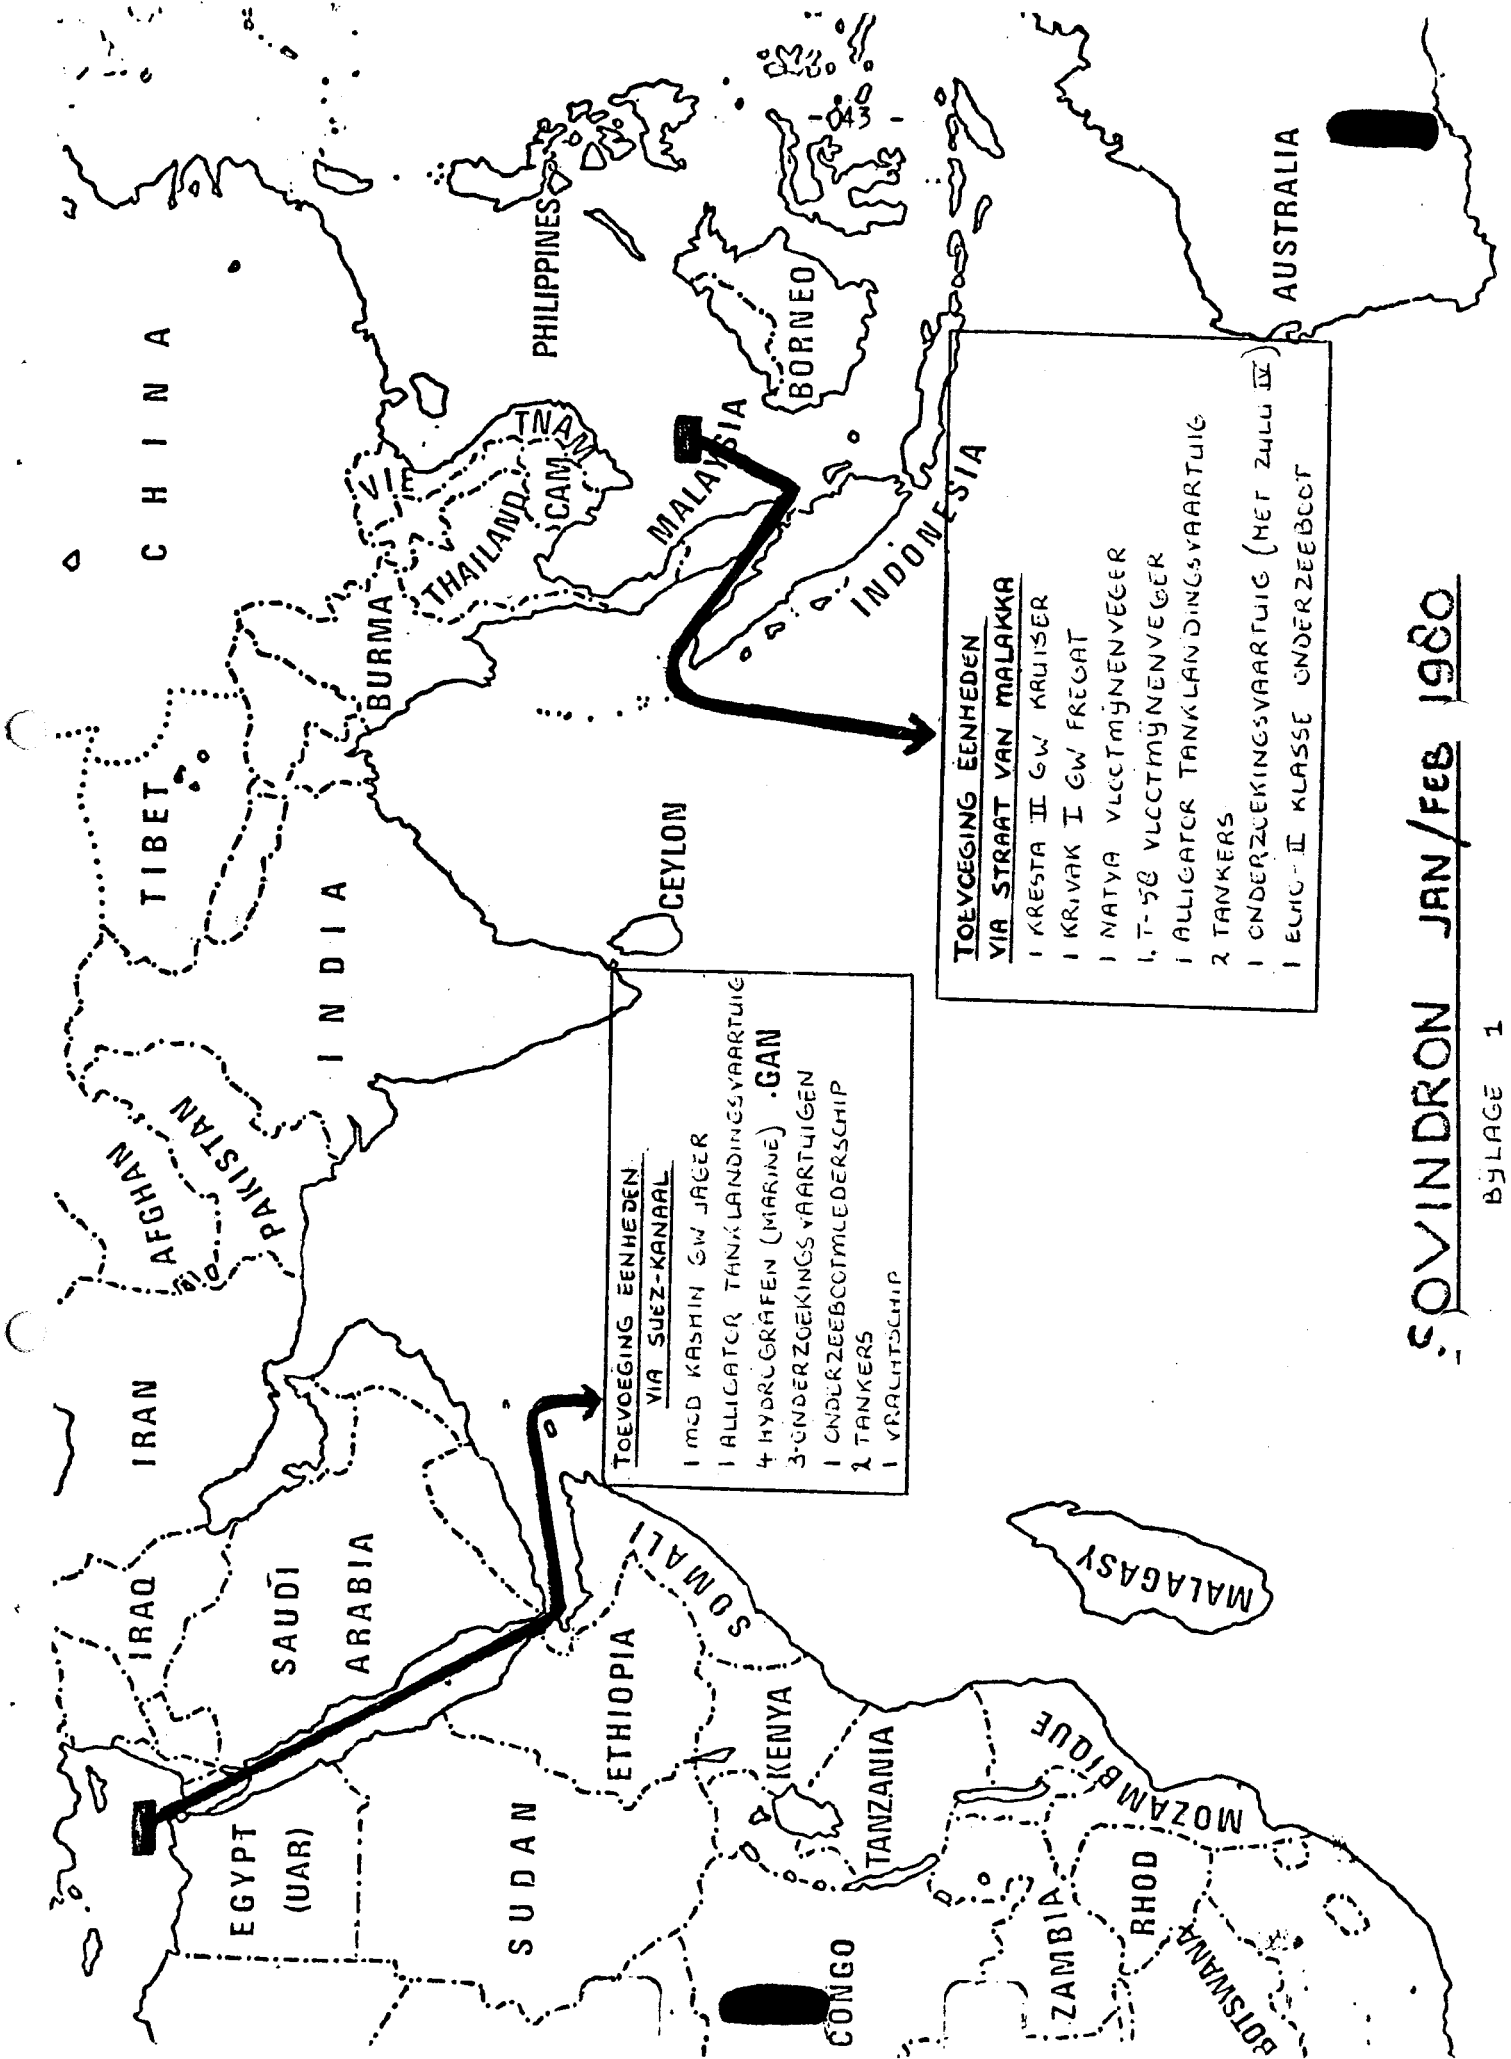 CHINA
TIBET
INDIA
BURMA
THAILAND
VIETNAM
CAM
PHILIPPINES
MALAYSIA
BORNEO
INDONESIA
AUSTRALIA
- 043 -
CEYLON
AFGHAN
PAKISTAN
IRAN
IRAQ
SAUDI
ARABIA
EGYPT
(UAR)
SUDAN
ETHIOPIA
SOMALI
KENYA
TANZANIA
CONGO
ZAMBIA
RHOD
MOZAMBIQUE
BOTSWANA
MALAGASY
TOEVOEGING EENHEDEN
VIA SUEZ-KANAAL
1 MOD KASHIN GW JAGER
1 ALLIGATOR TANKLANDINGSVAARTUIG
4 HYDROGRAFEN (MARINE) .GAN
3 ONDERZOEKINGSVAARTUIGEN
1 ONDERZEEBOOTMOEDERSCHIP
2 TANKERS
1 VRACHTSCHIP
TOEVOEGING EENHEDEN
VIA STRAAT VAN MALAKKA
1 KRESTA II GW KRUISER
1 KRIVAK I GW FREGAT
1 NATYA VLOOTMYNENVEGER
1 T-58 VLOOTMYNENVEGER
1 ALLIGATOR TANKLANDINGSVAARTUIG
2 TANKERS
1 ONDERZOEKINGSVAARTUIG (MET ZULU IV)
1 ECHO-II KLASSE ONDERZEEBOOT
SOVINDRON JAN/FEB 1980
BYLAGE 1